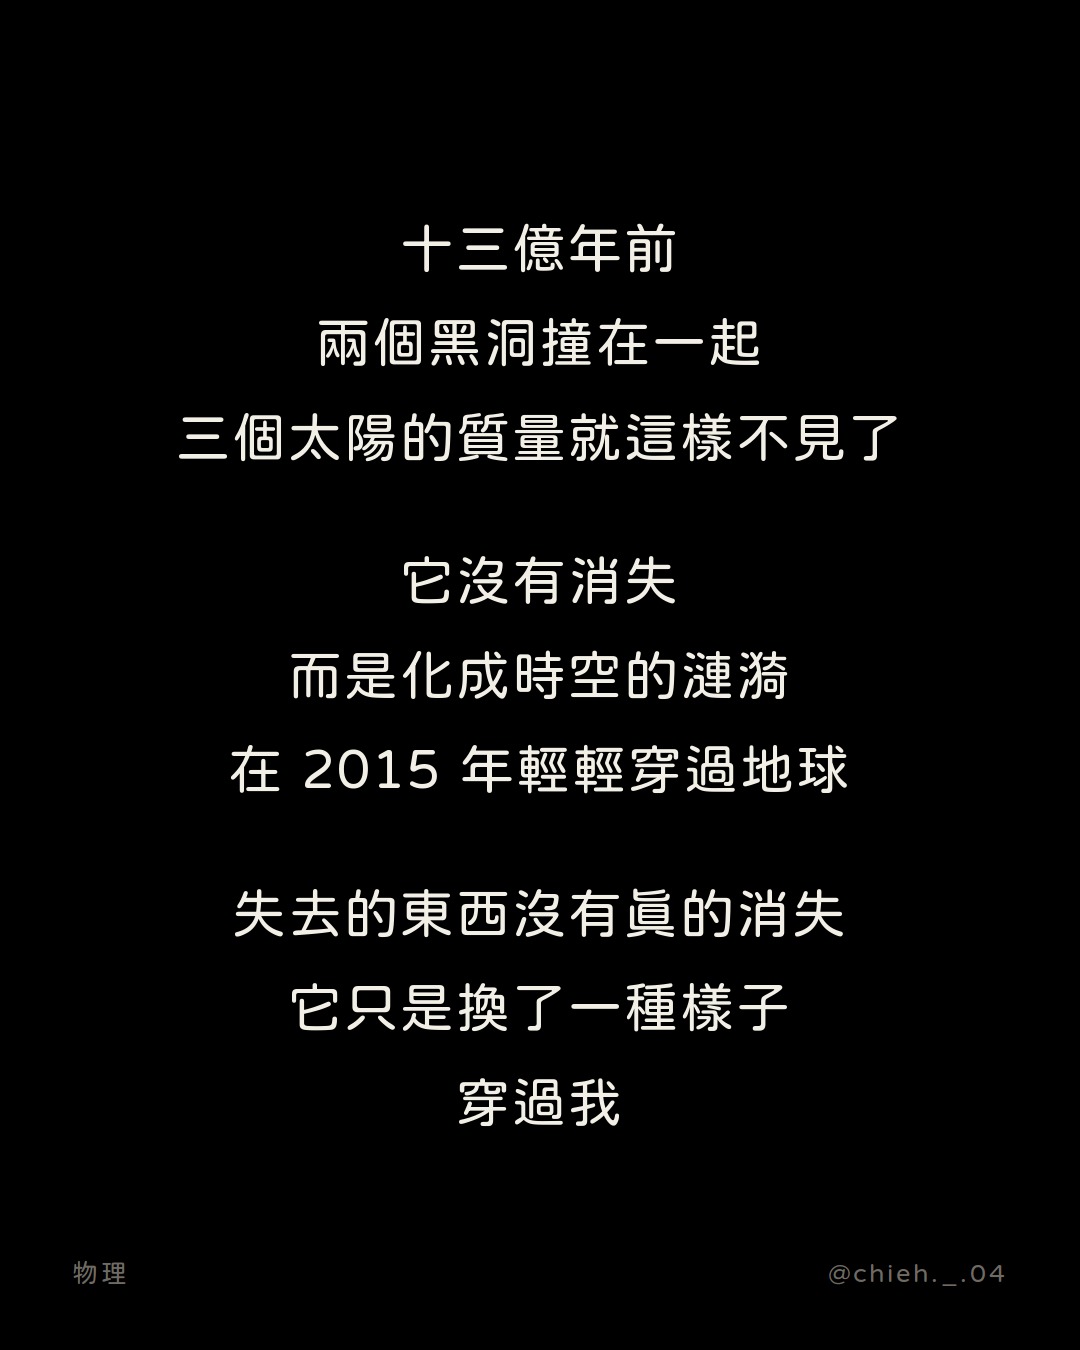 十三億年前
兩個黑洞撞在一起
三個太陽的質量就這樣不見了
它沒有消失
而是化成時空的漣漪
在 2015 年輕輕穿過地球
失去的東西沒有真的消失
它只是換了一種樣子
穿過我
物理
@chieh._.04